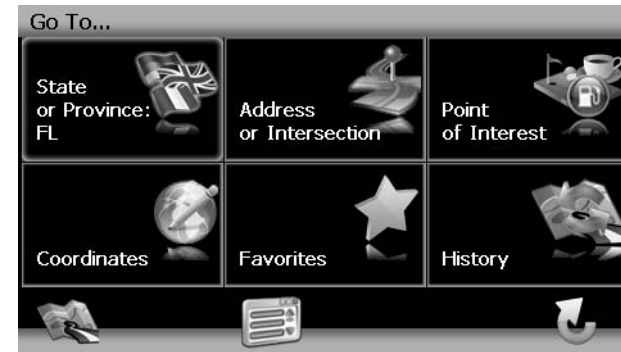 Go To...
State
or Province:
FL
Address
or Intersection
Point
of Interest
Coordinates
Favorites
History